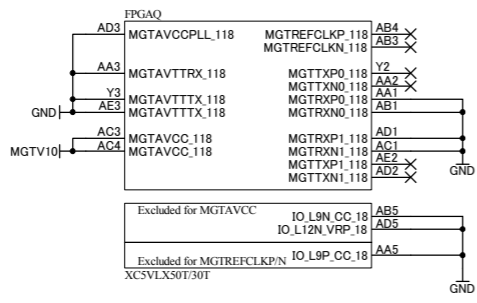 FPGAQ
AD3 MGTAVCCPLL_118 MGTREFCLKP_118 AB4
MGTREFCLKN_118 AB3
AA3 MGTAVTTRX_118 MGTTXP0_118 Y2
MGTTXN0_118 AA2
Y3 MGTAVTTTX_118 MGTRXP0_118 AA1
GND AE3 MGTAVTTTX_118 MGTRXN0_118 AB1
AC3 MGTAVCC_118 MGTRXP1_118 AD1
MGTV10 AC4 MGTAVCC_118 MGTRXN1_118 AC1
MGTTXP1_118 AE2
MGTTXN1_118 AD2
GND
Excluded for MGTAVCC
IO_L9N_CC_18 AB5
IO_L12N_VRP_18 AD5
IO_L9P_CC_18 AA5
Excluded for MGTREFCLKP/N
XC5VLX50T/30T
GND